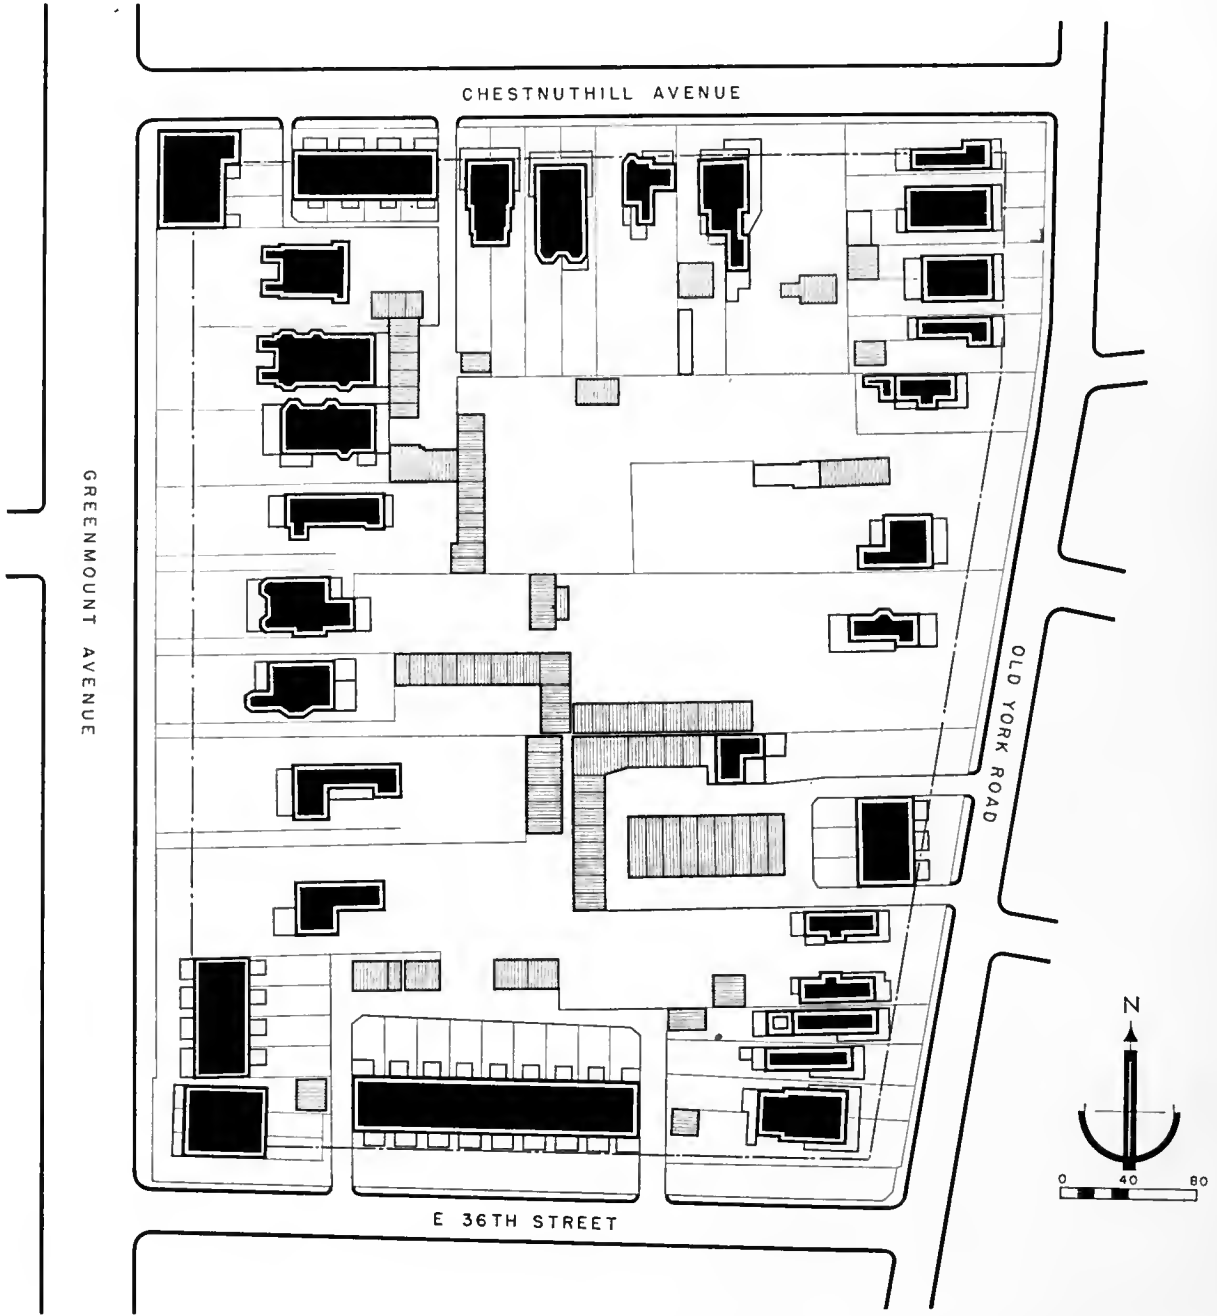 CHESTNUTHILL AVENUE
GREENMOUNT AVENUE
OLD YORK ROAD
N
0 40 80
E 36TH STREET